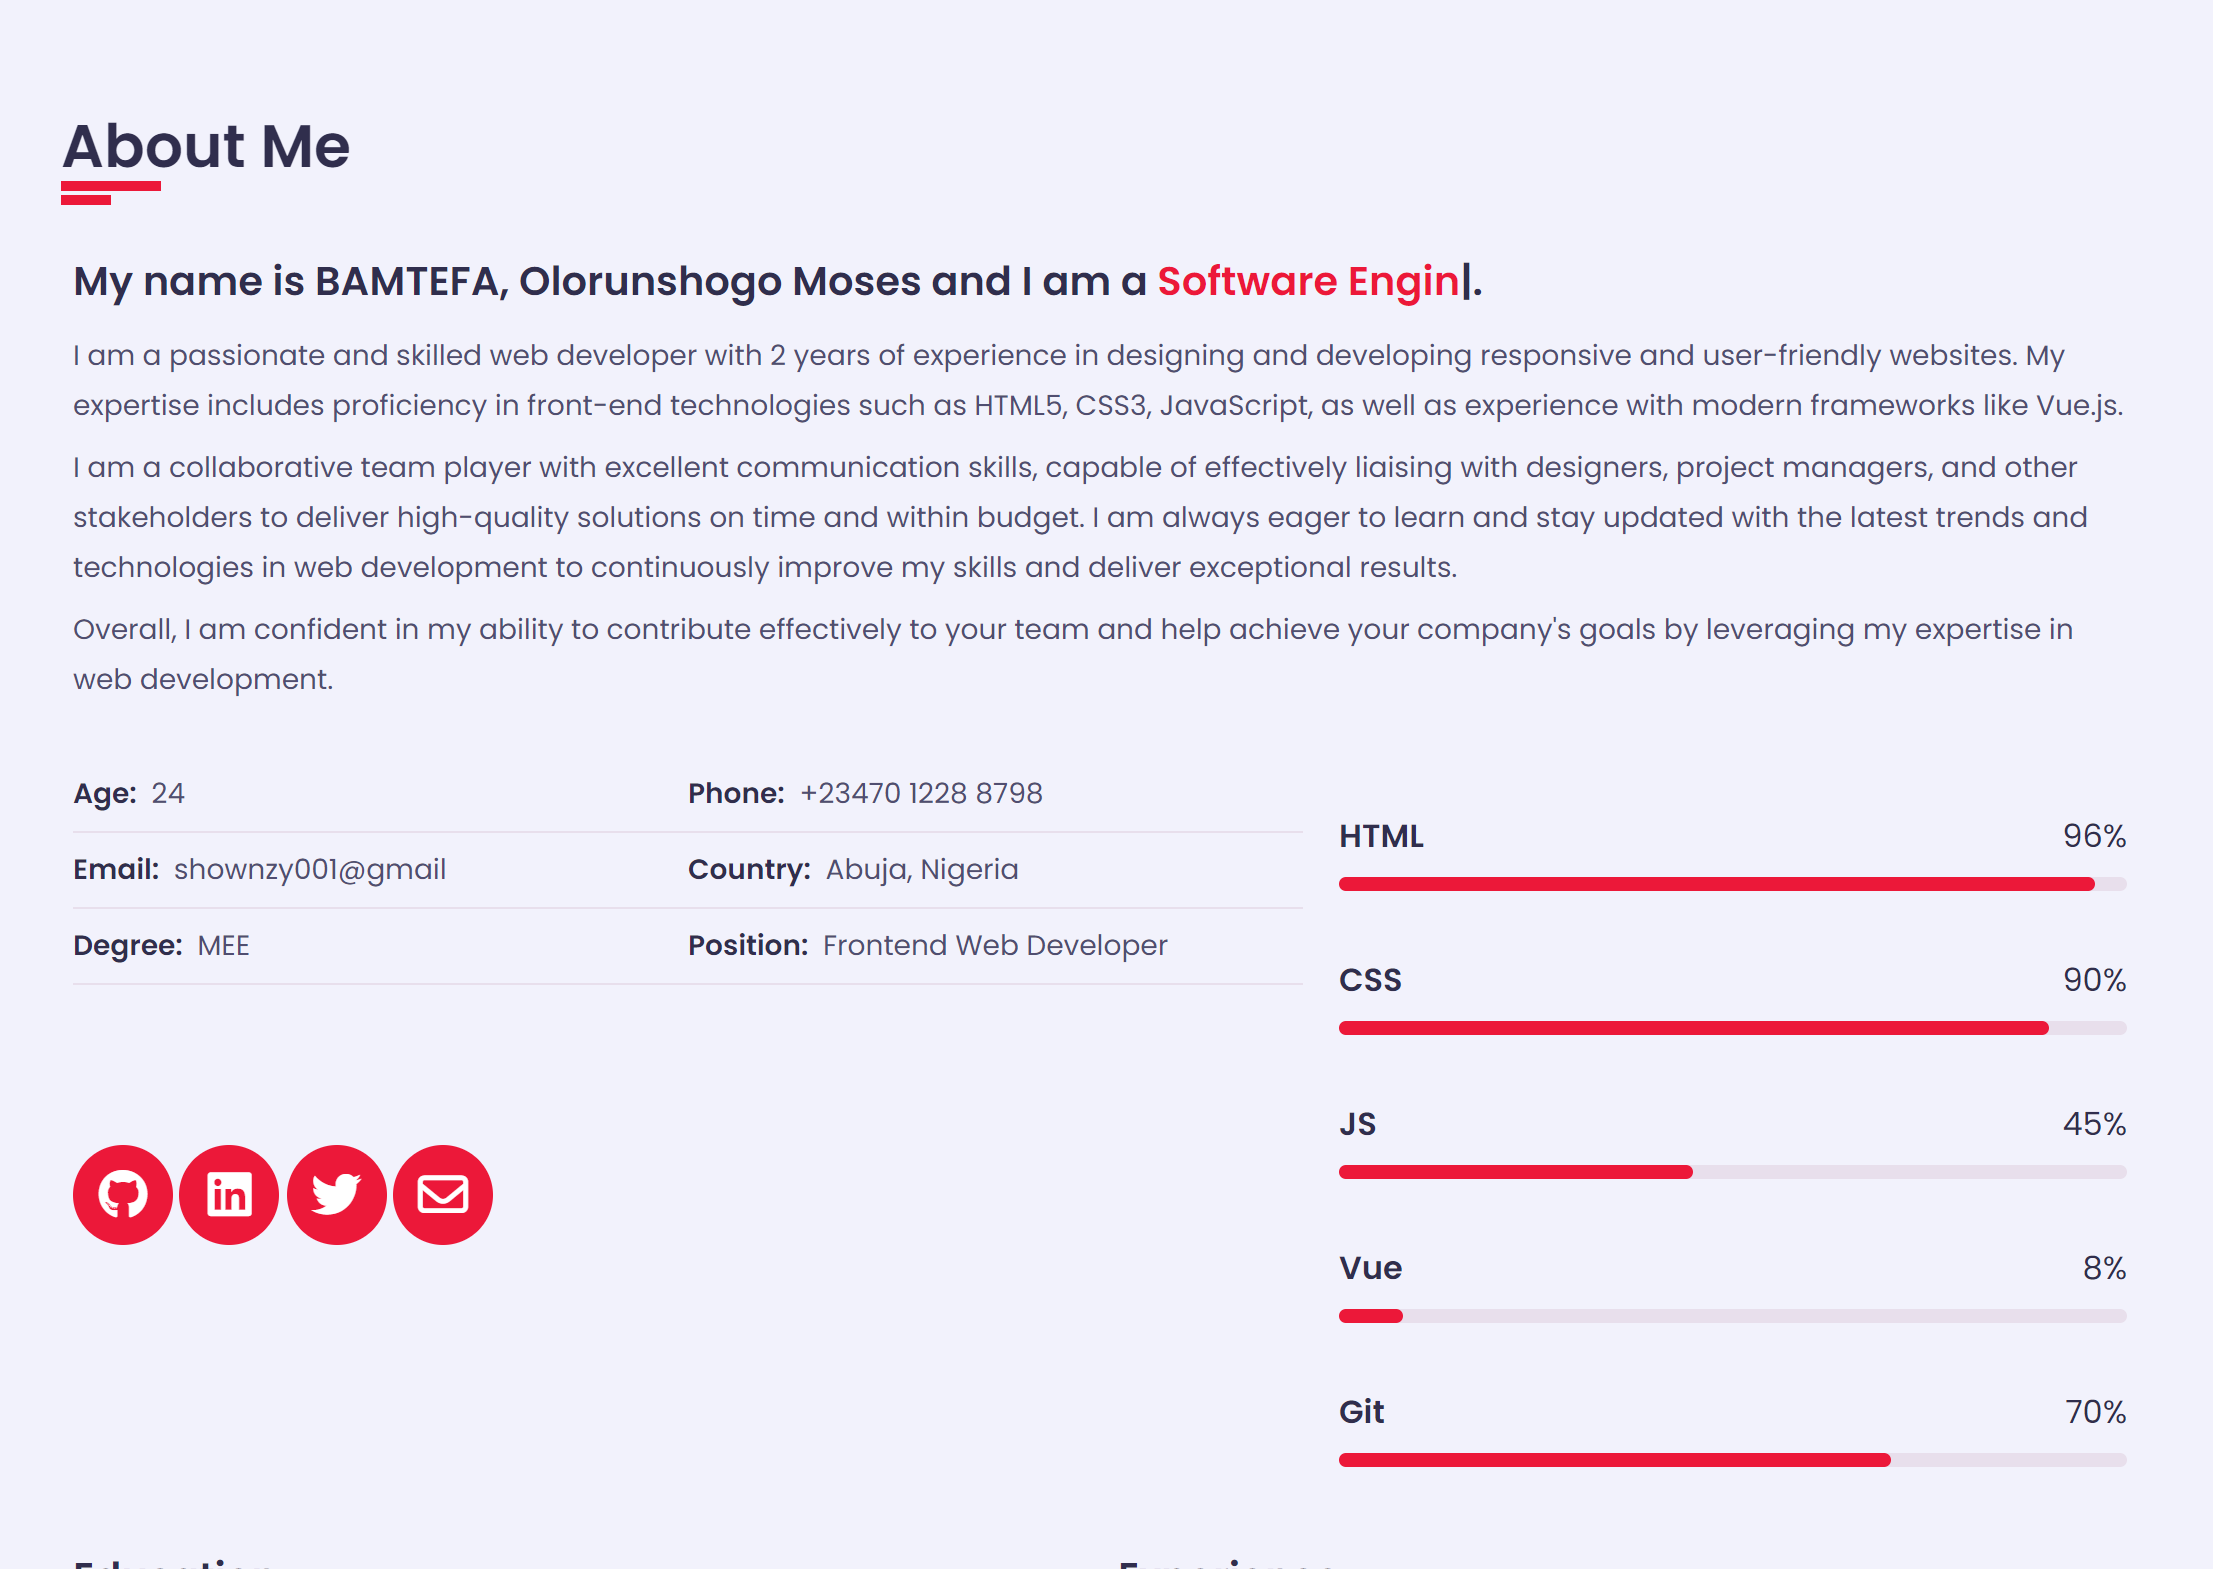 About Me
My name is BAMTEFA, Olorunshogo Moses and I am a Software Engin|.
I am a passionate and skilled web developer with 2 years of experience in designing and developing responsive and user-friendly websites. My
expertise includes proficiency in front-end technologies such as HTML5, CSS3, JavaScript, as well as experience with modern frameworks like Vue.js.
I am a collaborative team player with excellent communication skills, capable of effectively liaising with designers, project managers, and other
stakeholders to deliver high-quality solutions on time and within budget. I am always eager to learn and stay updated with the latest trends and
technologies in web development to continuously improve my skills and deliver exceptional results.
Overall, I am confident in my ability to contribute effectively to your team and help achieve your company's goals by leveraging my expertise in
web development.
Age: 24
Phone: +23470 1228 8798
Email: shownzy001@gmail
Country: Abuja, Nigeria
Degree: MEE
Position: Frontend Web Developer
HTML 96%
CSS 90%
JS 45%
Vue 8%
Git 70%
in
Education
Experience